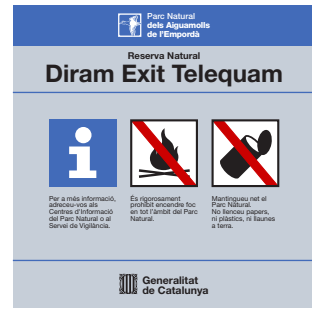 Parc Natural
dels Aiguamolls
de l'Empordà
Reserva Natural
Diram Exit Telequam
Per a més informació,
adreceu-vos als
Centres d'Informació
del Parc Natural o al
Servei de Vigilància.
És rigorosament
prohibit encendre foc
en tot l'àmbit del Parc
Natural.
Mantingueu net el
Parc Natural.
No llenceu papers,
ni plàstics, ni llaunes
a terra.
Generalitat
de Catalunya